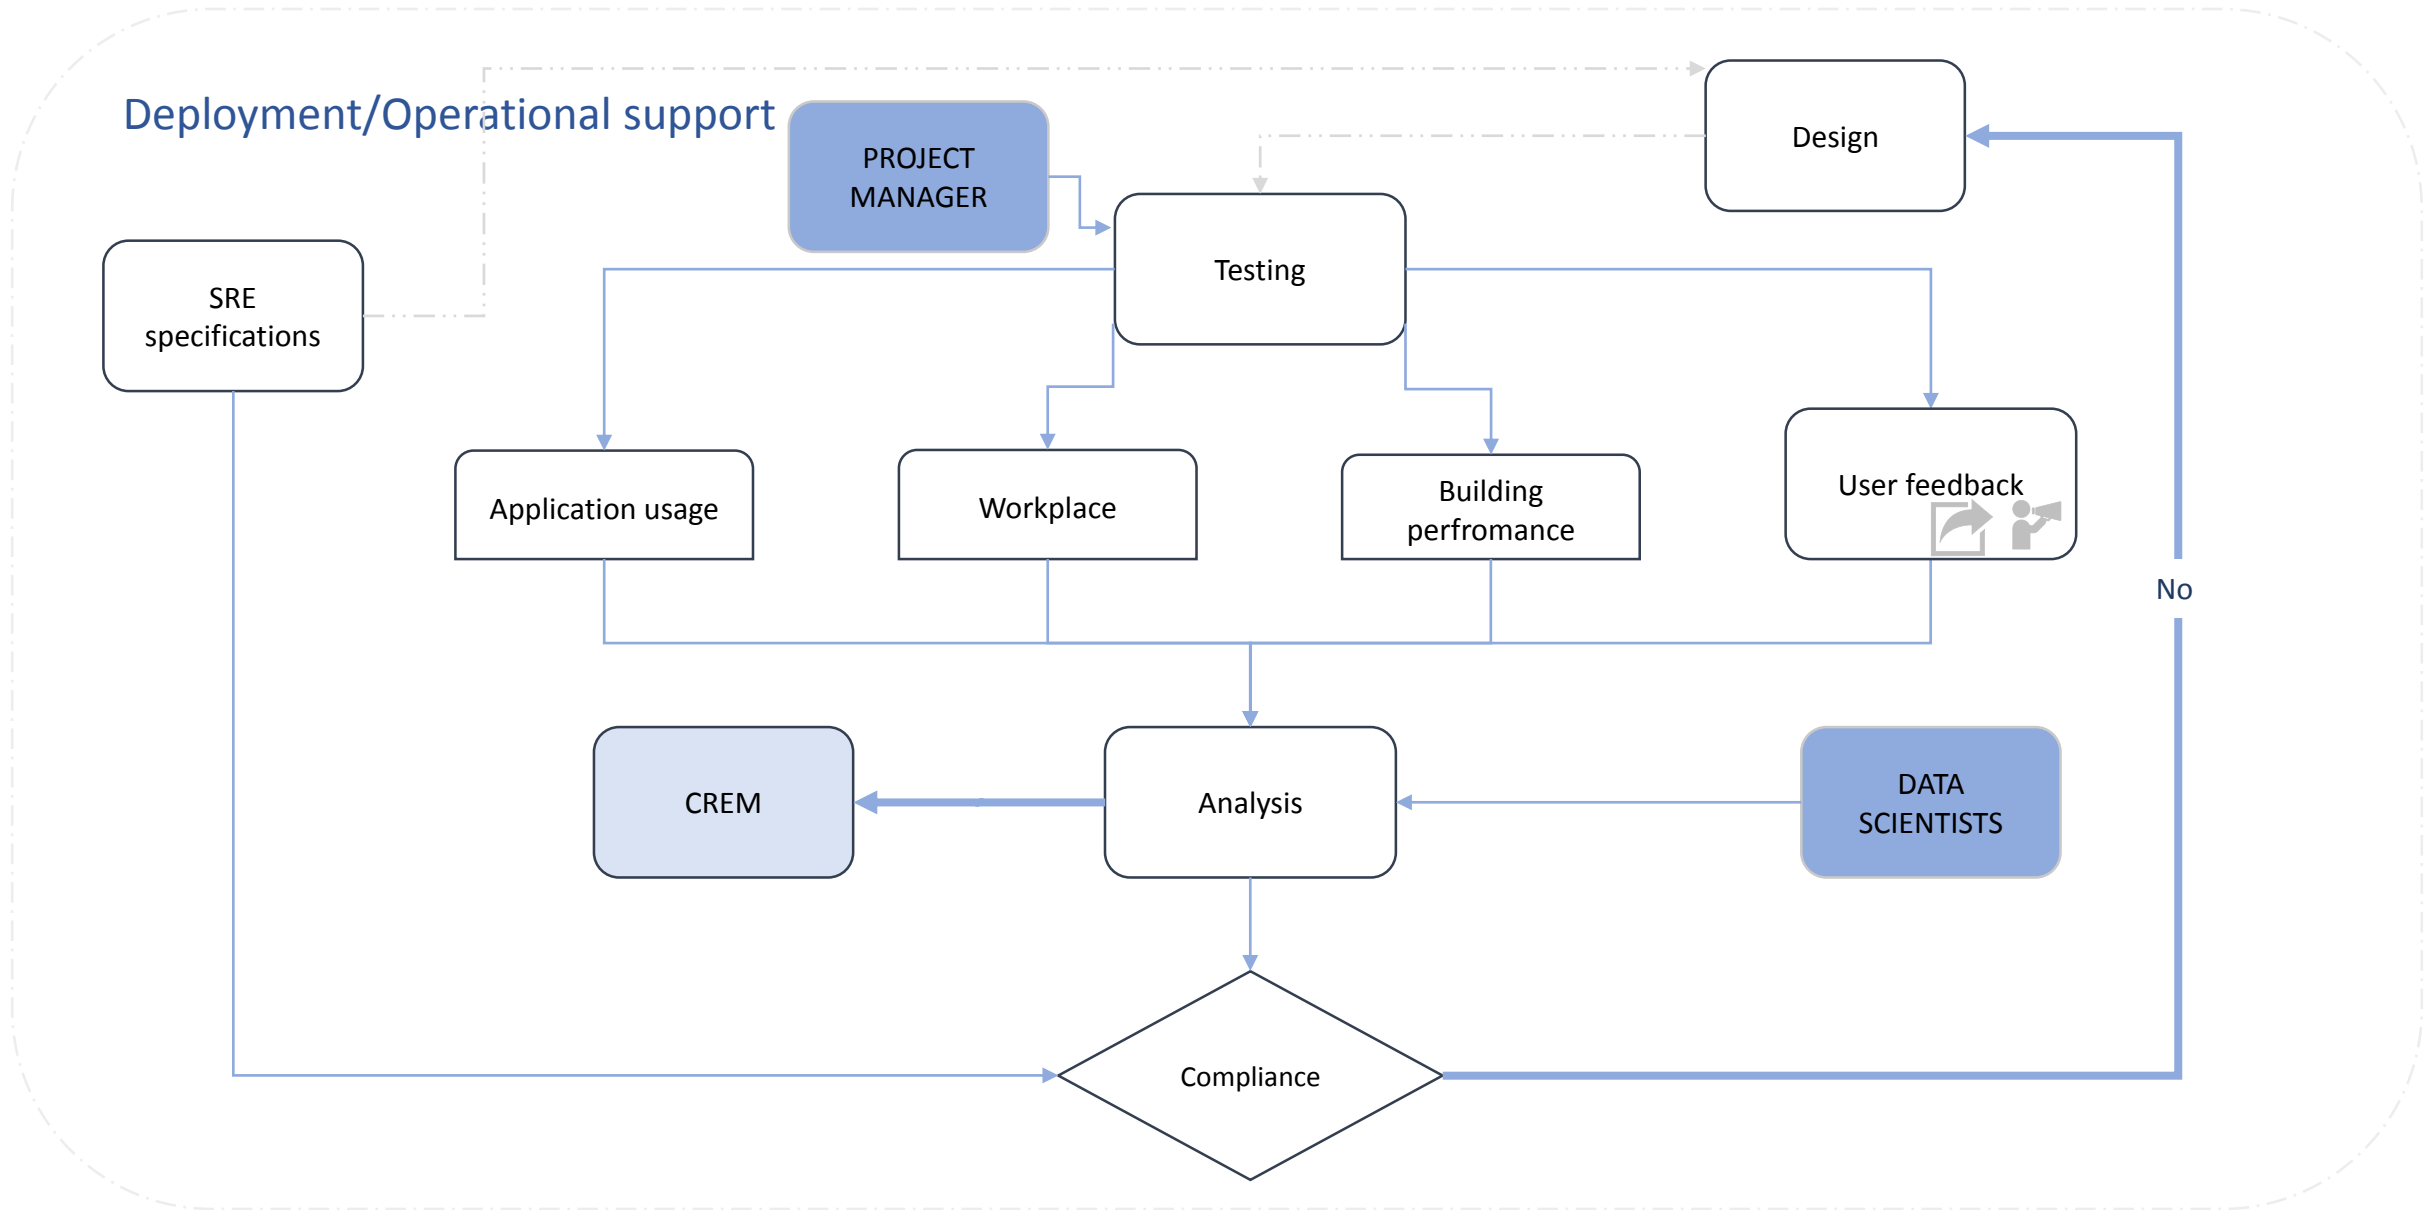 Deployment/Operational support
PROJECT
MANAGER
Design
Testing
SRE
specifications
Application usage
Workplace
Building
perfromance
User feedback
No
CREM
Analysis
DATA
SCIENTISTS
Compliance